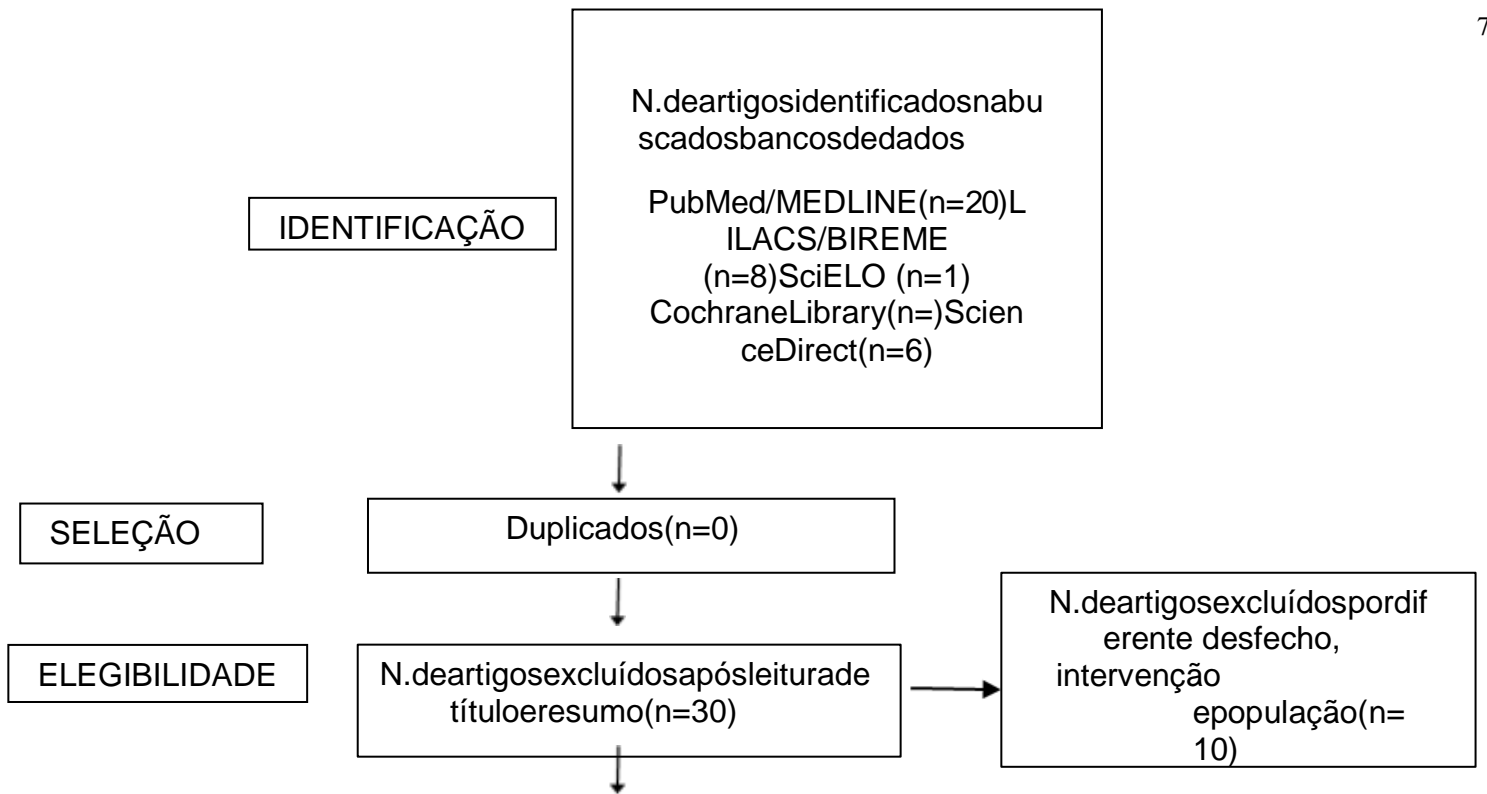 7
N.deartigosidentificadosnabu
scadosbancosdedados
PubMed/MEDLINE(n=20)L
ILACS/BIREME
(n=8)SciELO (n=1)
CochraneLibrary(n=)Scien
ceDirect(n=6)
IDENTIFICAÇÃO
SELEÇÃO
Duplicados(n=0)
ELEGIBILIDADE
N.deartigosexcluídosapósleiturade
títuloeresumo(n=30)
N.deartigosexcluídospordif
erente desfecho,
intervenção
epopulação(n=
10)